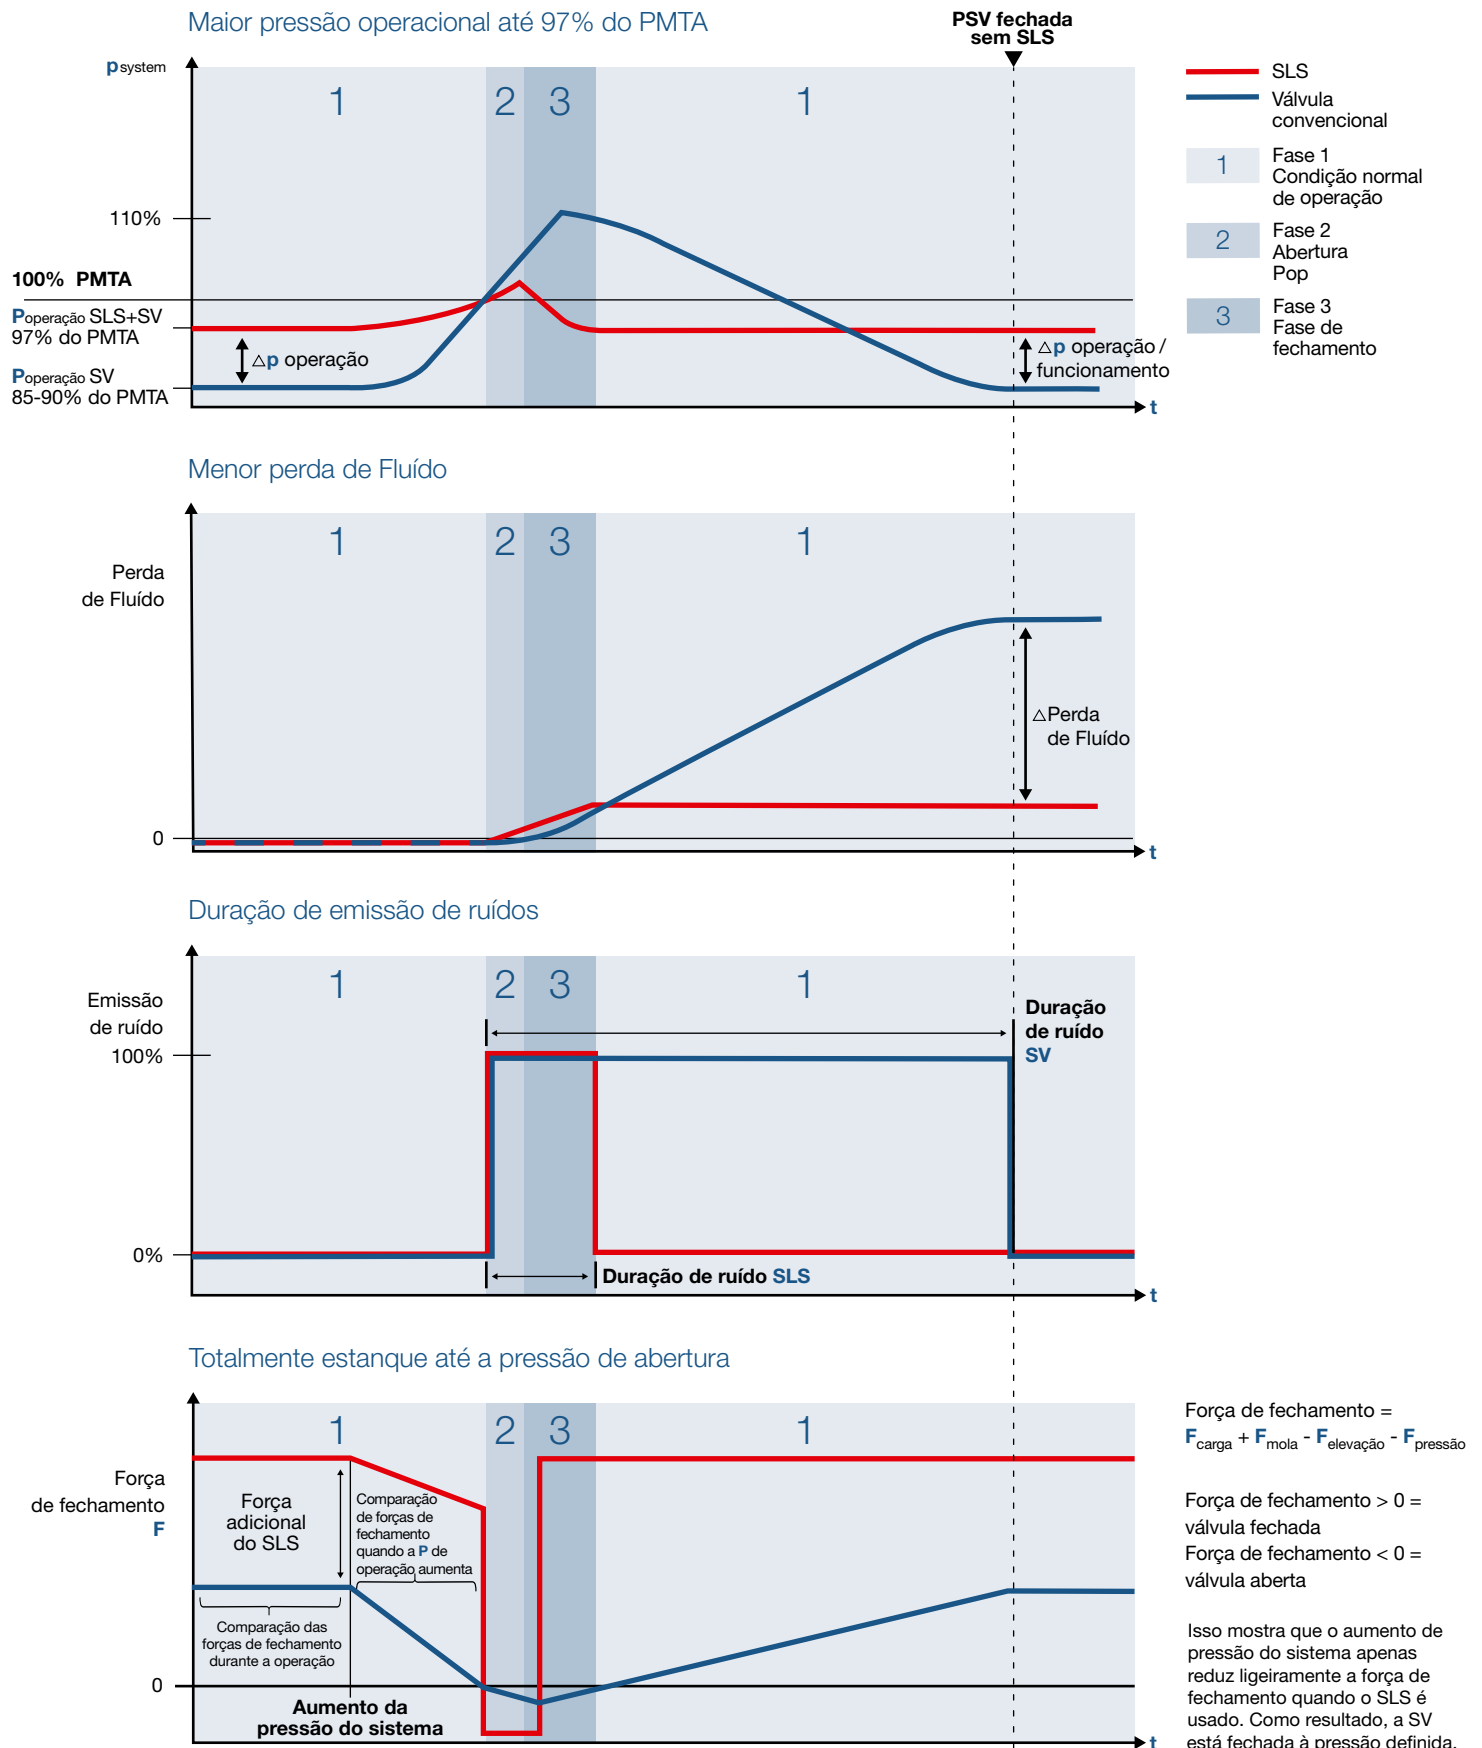 Maior pressão operacional até 97% do PMTA
PSV fechada
sem SLS
psystem
1
2
3
1
110%
100% PMTA
Poperação SLS+SV
97% do PMTA
△p operação
Poperação SV
85-90% do PMTA
△p operação /
funcionamento
t
SLS
Válvula
convencional
1
Fase 1
Condição normal
de operação
2
Fase 2
Abertura
Pop
3
Fase 3
Fase de
fechamento
Menor perda de Fluído
1
2
3
1
Perda
de Fluído
△Perda
de Fluído
0
t
Duração de emissão de ruídos
1
2
3
1
Emissão
de ruído
100%
Duração
de ruído
SV
0%
Duração de ruído SLS
t
Totalmente estanque até a pressão de abertura
1
2
3
1
Força
de fechamento
F
Força
adicional
do SLS
Comparação
de forças de
fechamento
quando a P de
operação aumenta
Comparação das
forças de fechamento
durante a operação
0
Aumento da
pressão do sistema
t
Força de fechamento =
Fcarga + Fmola - Felevação - Fpressão
Força de fechamento > 0 =
válvula fechada
Força de fechamento < 0 =
válvula aberta
Isso mostra que o aumento de
pressão do sistema apenas
reduz ligeiramente a força de
fechamento quando o SLS é
usado. Como resultado, a SV
está fechada à pressão definida.